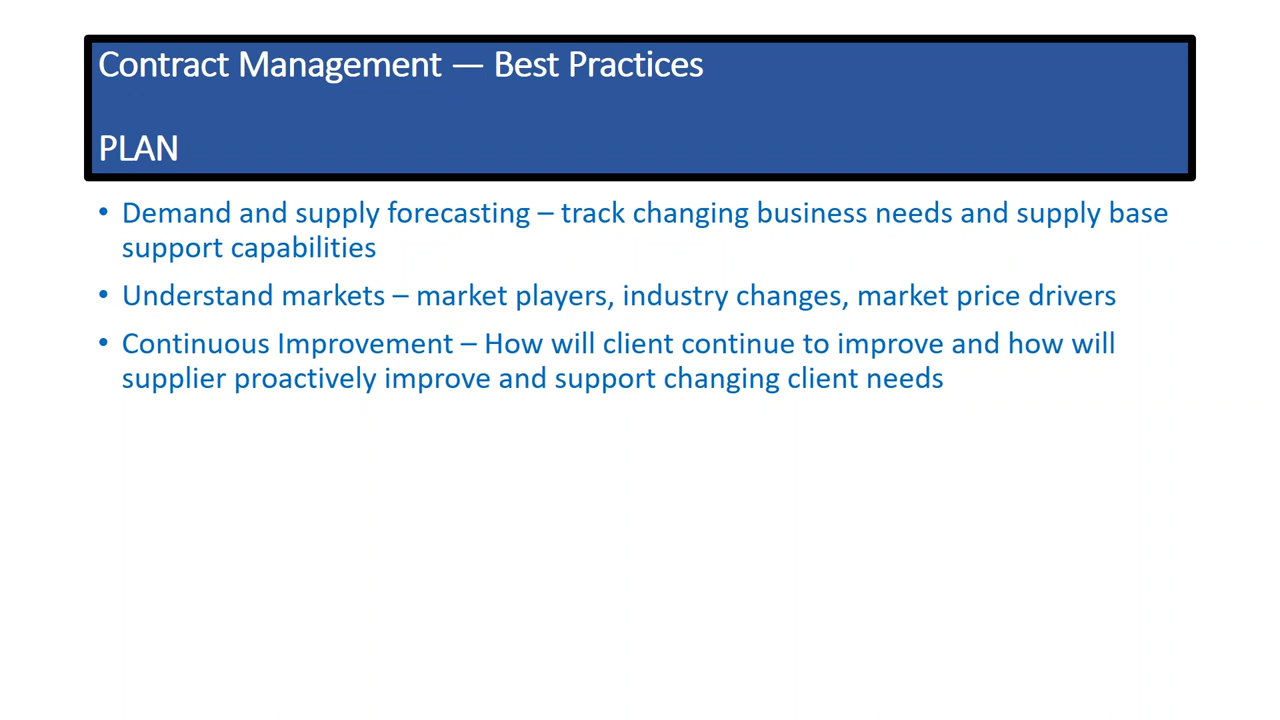 Contract Management — Best Practices
PLAN
• Demand and supply forecasting – track changing business needs and supply base
support capabilities
• Understand markets – market players, industry changes, market price drivers
• Continuous Improvement – How will client continue to improve and how will
supplier proactively improve and support changing client needs